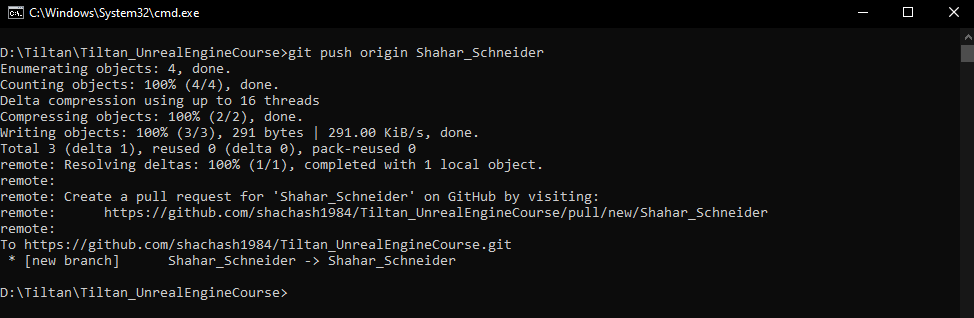 C:\Windows\System32\cmd.exe
D:\Tiltan\Tiltan_UnrealEngineCourse>git push origin Shahar_Schneider
Enumerating objects: 4, done.
Counting objects: 100% (4/4), done.
Delta compression using up to 16 threads
Compressing objects: 100% (2/2), done.
Writing objects: 100% (3/3), 291 bytes | 291.00 KiB/s, done.
Total 3 (delta 1), reused 0 (delta 0), pack-reused 0
remote: Resolving deltas: 100% (1/1), completed with 1 local object.
remote:
remote: Create a pull request for 'Shahar_Schneider' on GitHub by visiting:
remote:      https://github.com/shachash1984/Tiltan_UnrealEngineCourse/pull/new/Shahar_Schneider
remote:
To https://github.com/shachash1984/Tiltan_UnrealEngineCourse.git
 * [new branch]      Shahar_Schneider -> Shahar_Schneider
D:\Tiltan\Tiltan_UnrealEngineCourse>